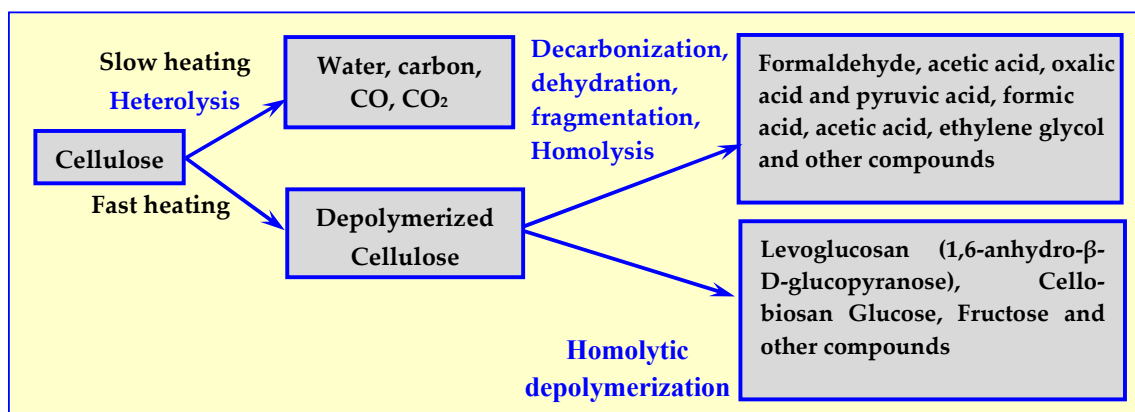 Slow heating
Heterolysis
Cellulose
Fast heating
Water, carbon,
CO, CO₂
Depolymerized
Cellulose
Decarbonization,
dehydration,
fragmentation,
Homolysis
Formaldehyde, acetic acid, oxalic
acid and pyruvic acid, formic
acid, acetic acid, ethylene glycol
and other compounds
Homolytic
depolymerization
Levoglucosan (1,6-anhydro-β-
D-glucopyranose), Cello-
biosan Glucose, Fructose and
other compounds